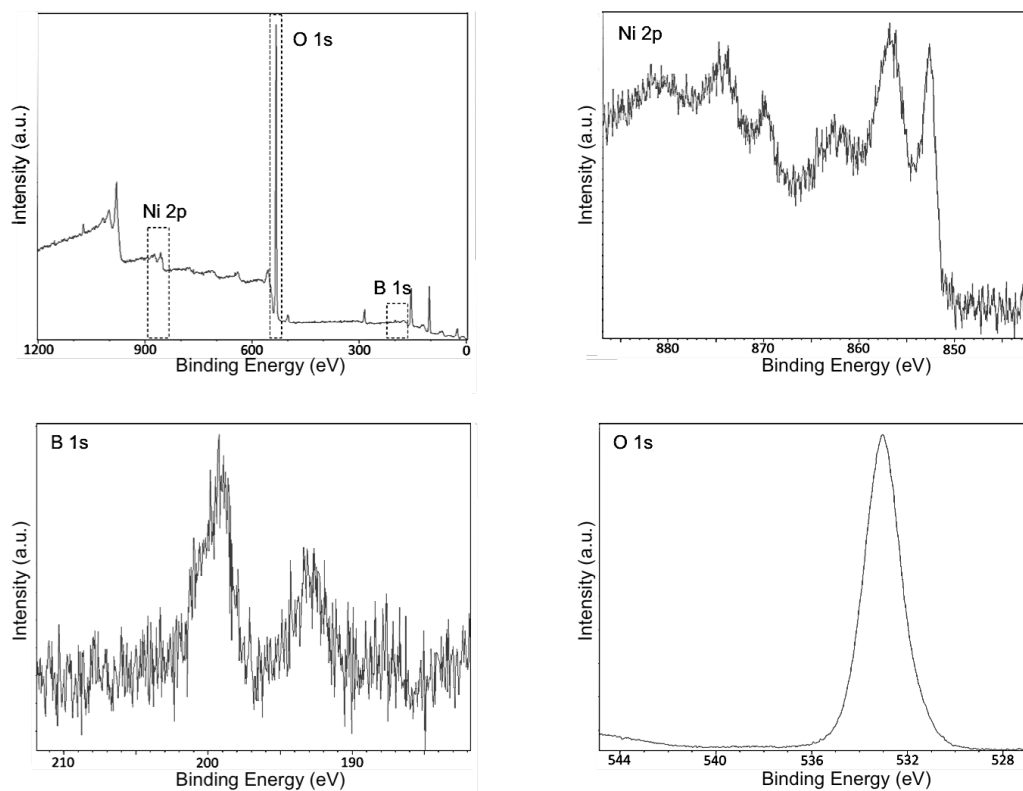 O 1s
Ni 2p
B 1s
Intensity (a.u.)
1200 900 600 300 0
Binding Energy (eV)
Ni 2p
Intensity (a.u.)
880 870 860 850
Binding Energy (eV)
B 1s
Intensity (a.u.)
210 200 190
Binding Energy (eV)
O 1s
Intensity (a.u.)
544 540 536 532 528
Binding Energy (eV)